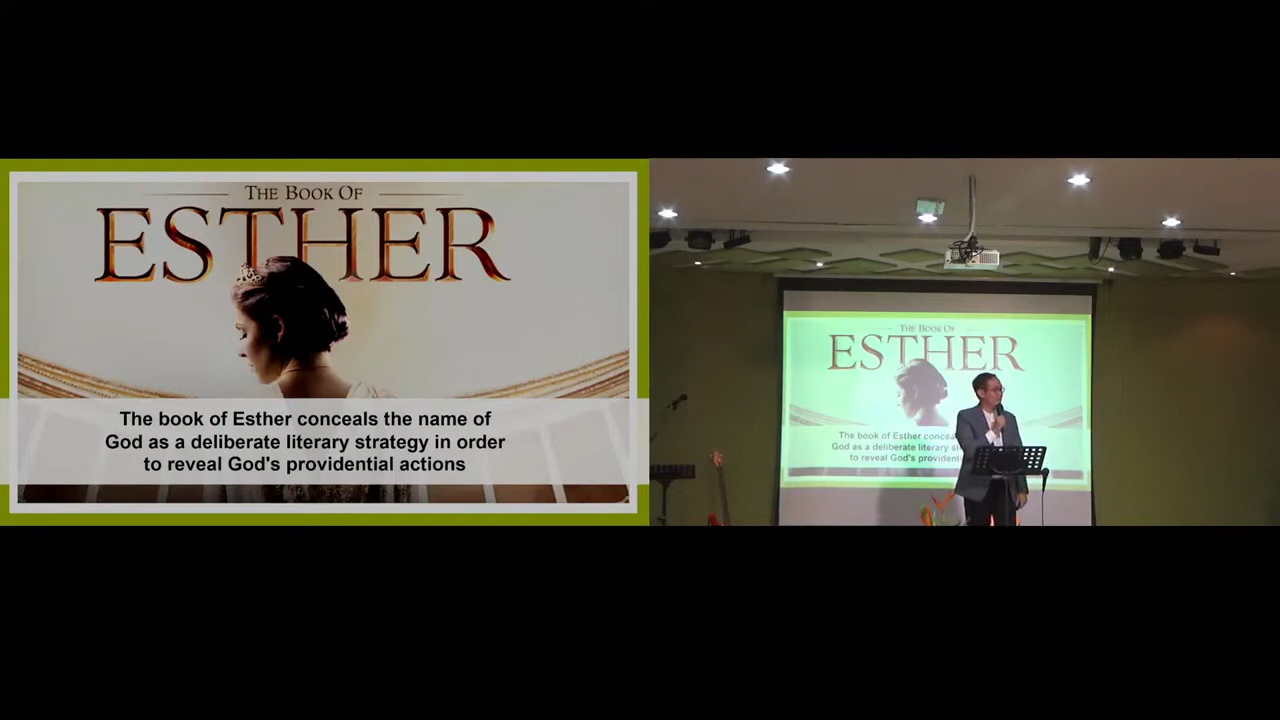 THE BOOK OF
ESTHER
The book of Esther conceals the name of
God as a deliberate literary strategy in order
to reveal God's providential actions
THE BOOK OF
ESTHER
The book of Esther
God as a deliberate literary
to reveal God's